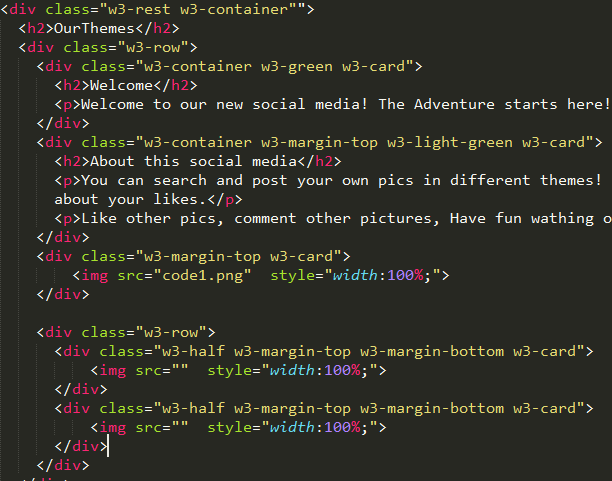 <div class="w3-rest w3-container"">
<h2>OurThemes</h2>
<div class="w3-row">
<div class="w3-container w3-green w3-card">
<h2>Welcome</h2>
<p>Welcome to our new social media! The Adventure starts here!
</div>
<div class="w3-container w3-margin-top w3-light-green w3-card">
<h2>About this social media</h2>
<p>You can search and post your own pics in different themes!
about your likes.</p>
<p>Like other pics, comment other pictures, Have fun wathing o
</div>
<div class="w3-margin-top w3-card">
<img src="code1.png"  style="width:100%;">
</div>
<div class="w3-row">
<div class="w3-half w3-margin-top w3-margin-bottom w3-card">
<img src=""  style="width:100%;">
</div>
<div class="w3-half w3-margin-top w3-margin-bottom w3-card">
<img src=""  style="width:100%;">
</div>
</div>